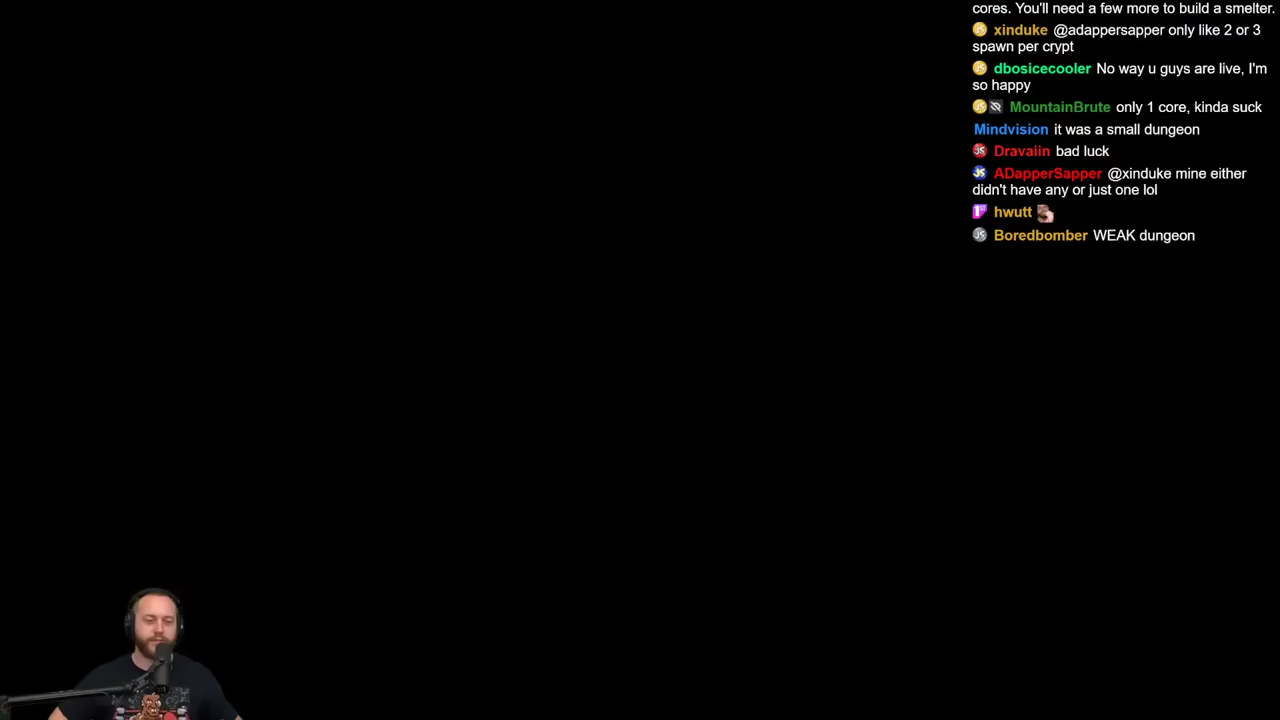 cores. You'll need a few more to build a smelter.
xinduke @adappersapper only like 2 or 3
spawn per crypt
dbosicecooler No way u guys are live, I'm
so happy
MountainBrute only 1 core, kinda suck
Mindvision it was a small dungeon
Dravaiin bad luck
ADapperSapper @xinduke mine either
didn't have any or just one lol
hwutt
Boredbomber WEAK dungeon